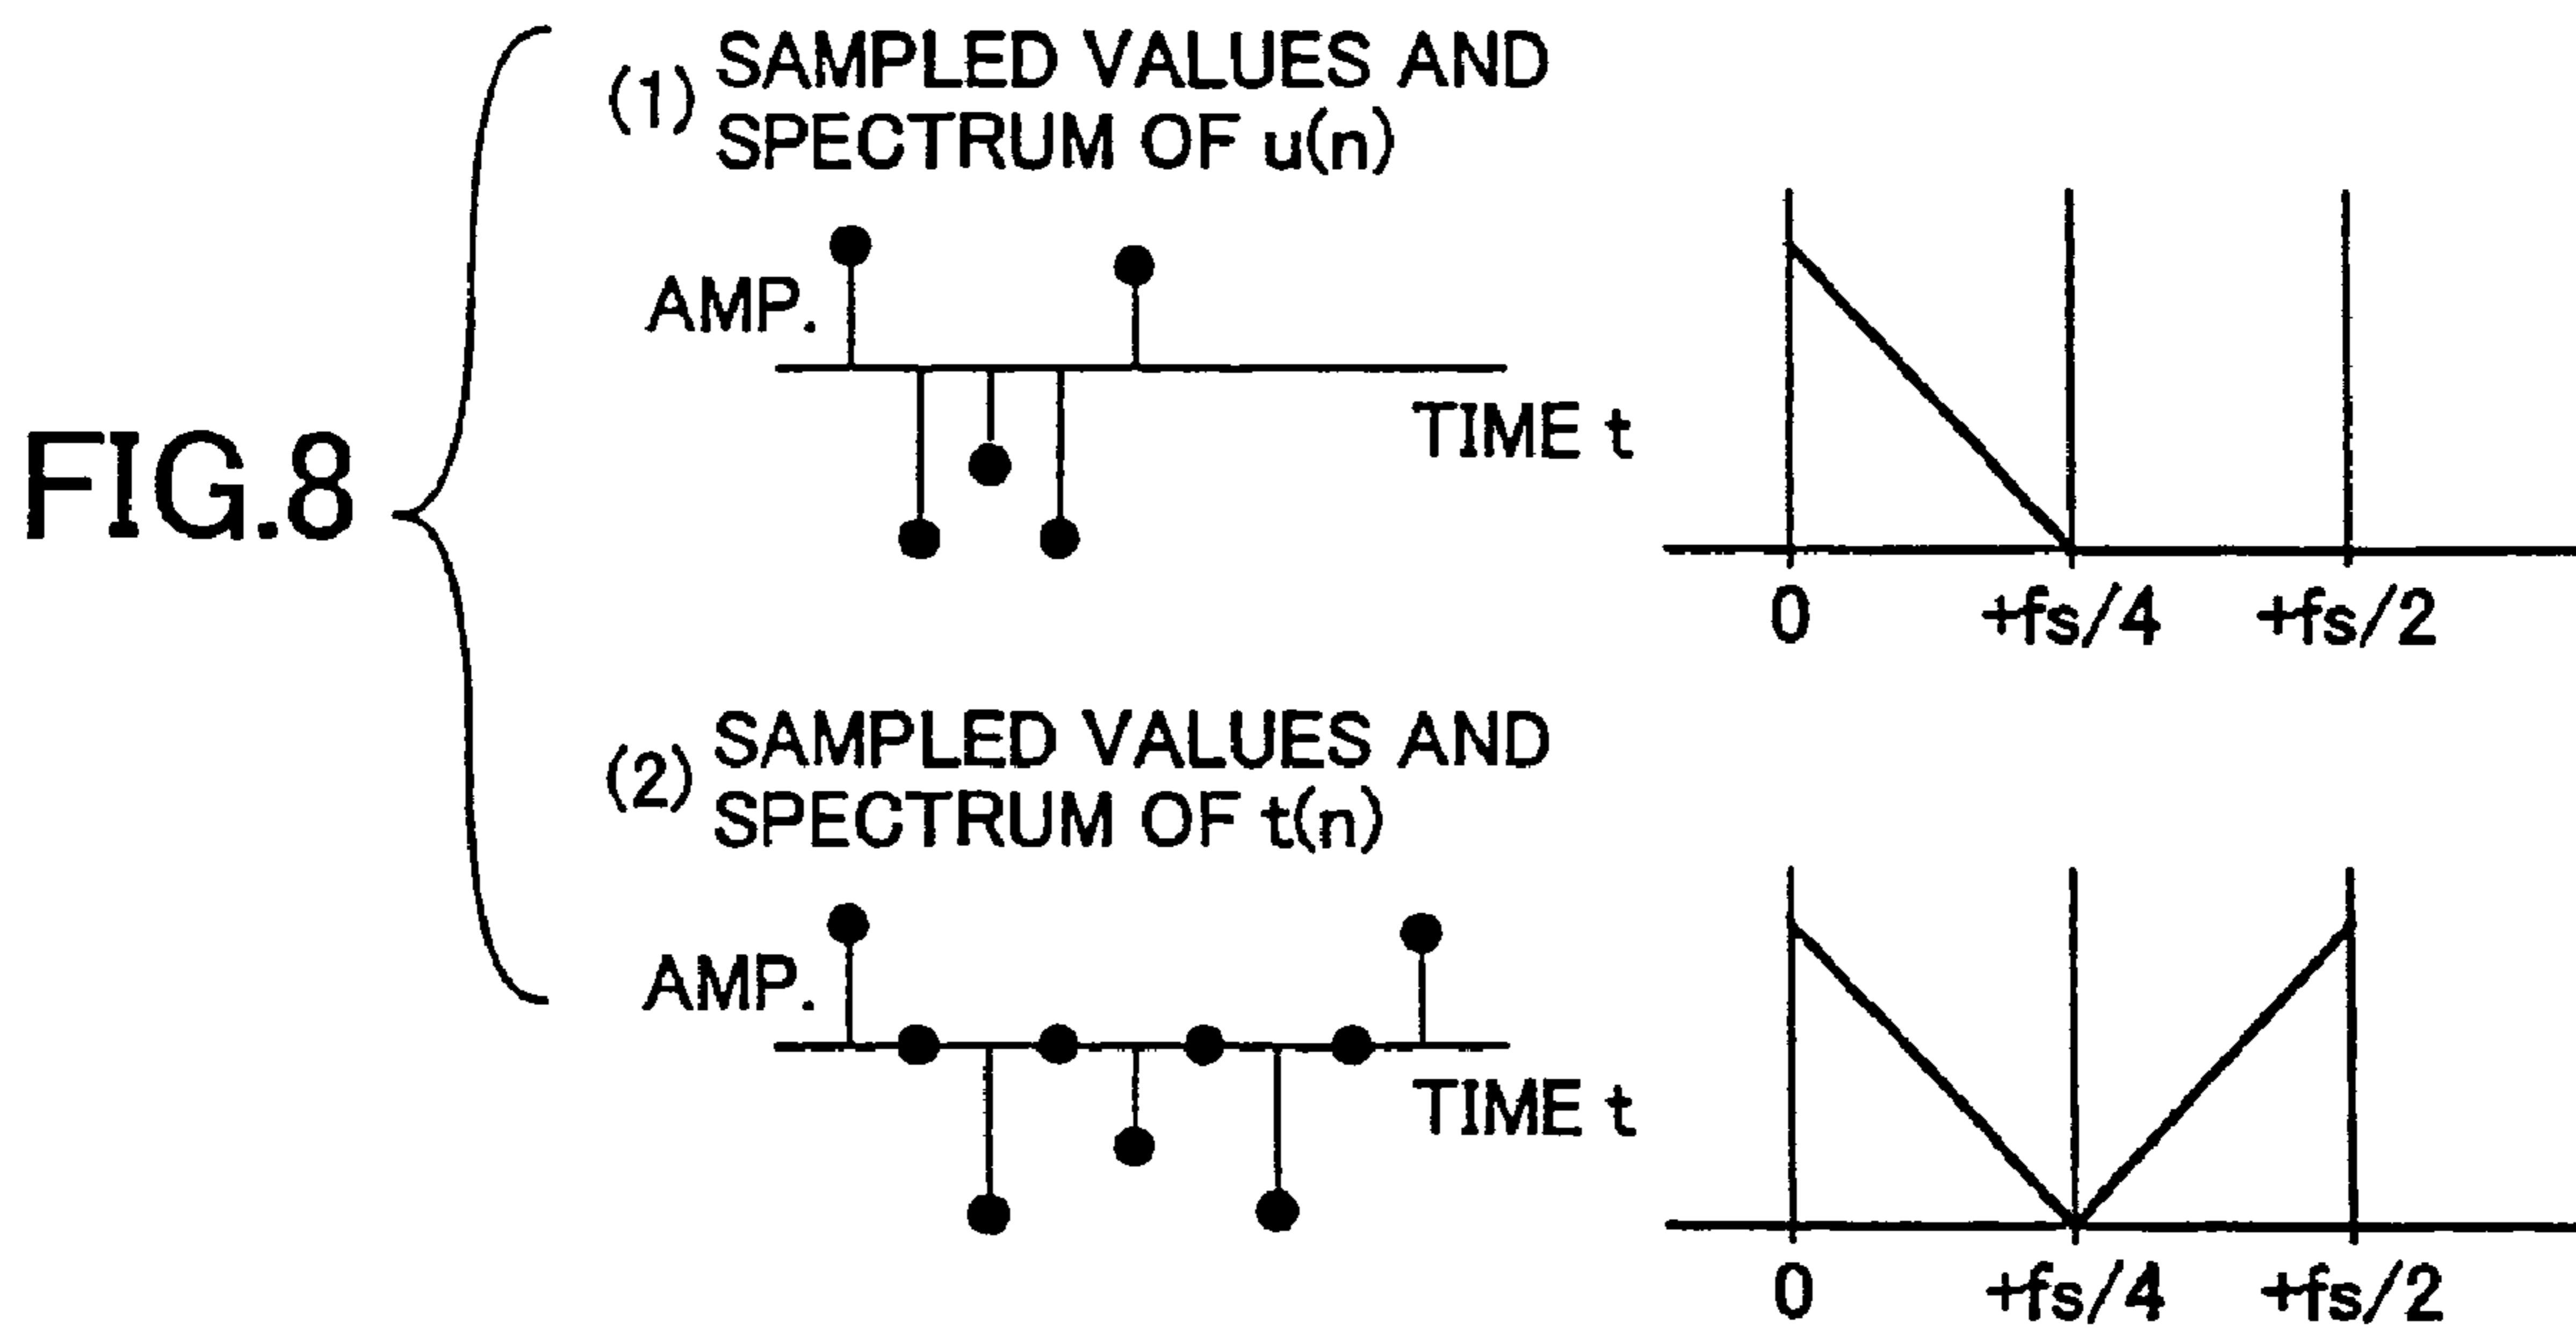 FIG.8
(1) SAMPLED VALUES AND
SPECTRUM OF u(n)
AMP.
TIME t
0 +fs/4 +fs/2
(2) SAMPLED VALUES AND
SPECTRUM OF t(n)
AMP.
TIME t
0 +fs/4 +fs/2